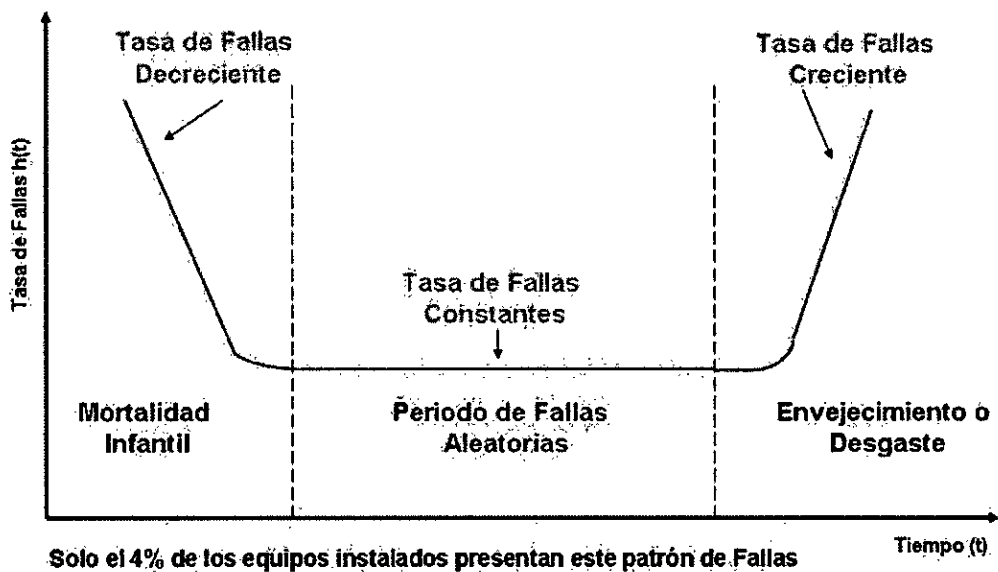 Tasa de Fallas
Decreciente
Tasa de Fallas
Creciente
Tasa de Fallas h(t)
Tasa de Fallas
Constantes
Mortalidad
Infantil
Periodo de Fallas
Aleatorias
Envejecimiento o
Desgaste
Tiempo (t)
Solo el 4% de los equipos instalados presentan este patrón de Fallas